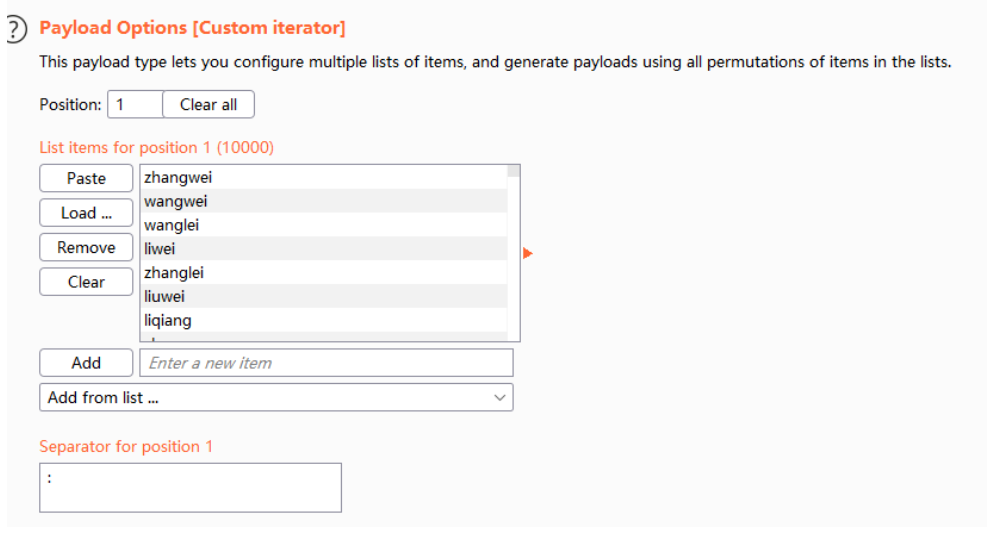 ?
Payload Options [Custom iterator]
This payload type lets you configure multiple lists of items, and generate payloads using all permutations of items in the lists.
Position: 1 Clear all
List items for position 1 (10000)
Paste
Load ...
Remove
Clear
zhangwei
wangwei
wanglei
liwei
zhanglei
liuwei
liqiang
Add Enter a new item
Add from list ...
Separator for position 1
: